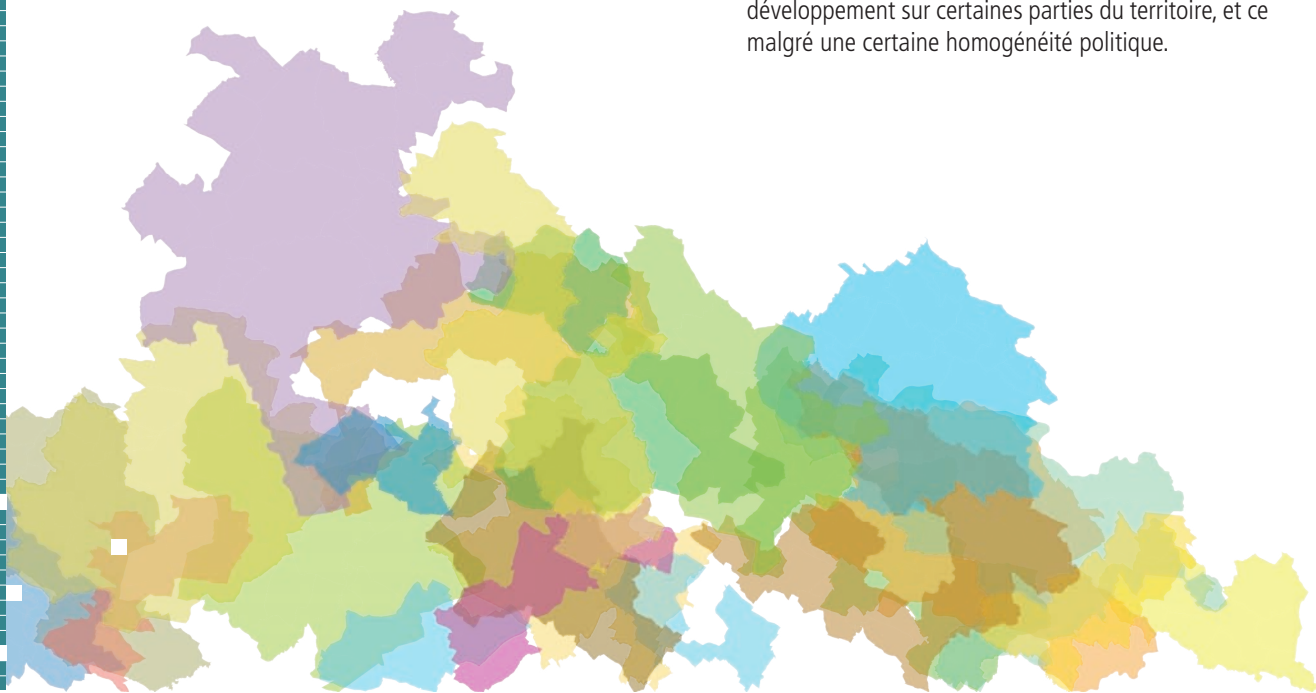 développement sur certaines parties du territoire, et ce
malgré une certaine homogénéité politique.